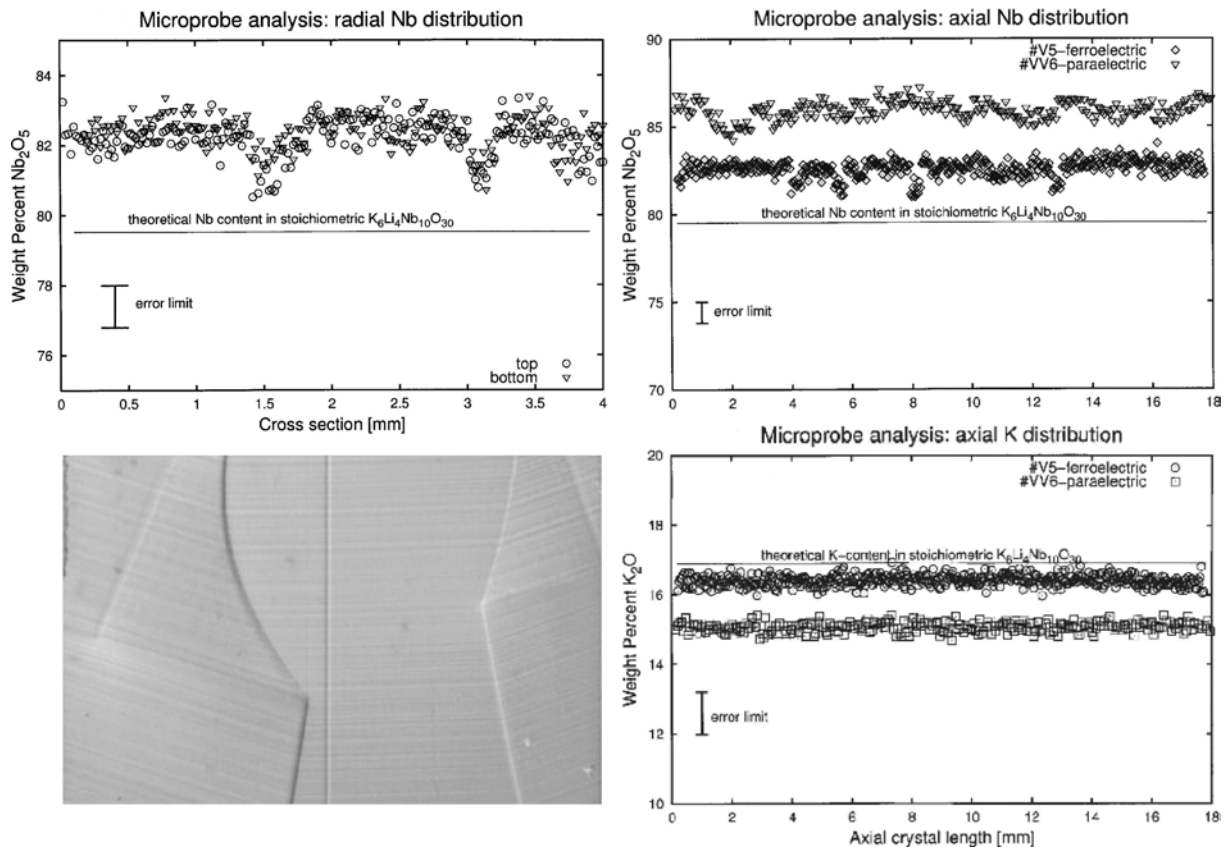 Microprobe analysis: radial Nb distribution
Weight Percent Nb2O5
84
82
80
78
76
theoretical Nb content in stoichiometric K6Li4Nb10O30
error limit
top
bottom
0
0.5
1
1.5
2
2.5
3
3.5
4
Cross section [mm]
Microprobe analysis: axial Nb distribution
Weight Percent Nb2O5
90
85
80
75
70
#V5-ferroelectric
#VV6-paraelectric
theoretical Nb content in stoichiometric K6Li4Nb10O30
error limit
0
2
4
6
8
10
12
14
16
18
Microprobe analysis: axial K distribution
Weight Percent K2O
20
18
16
14
12
10
#V5-ferroelectric
#VV6-paraelectric
theoretical K-content in stoichiometric K6Li4Nb10O30
error limit
0
2
4
6
8
10
12
14
16
18
Axial crystal length [mm]